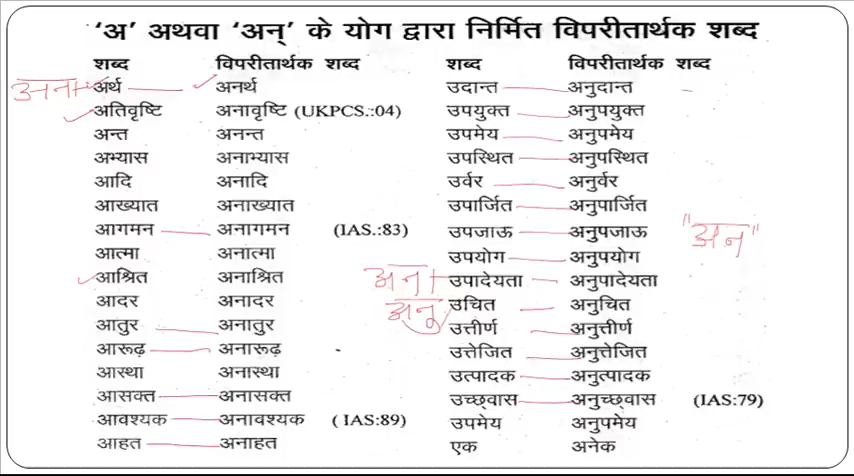 ‘अ’ अथवा ‘अन्’ के योग द्वारा निर्मित विपरीतार्थक शब्द
शब्द विपरीतार्थक शब्द
अर्थ अनर्थ
अतिवृष्टि अनावृष्टि (UKPCS.:04)
अन्त अनन्त
अभ्यास अनाभ्यास
आदि अनादि
आख्यात अनाख्यात
आगमन अनागमन (IAS.:83)
आत्मा अनात्मा
आश्रित अनाश्रित
आदर अनादर
आतुर अनातुर
आरूढ़ अनारूढ़
आस्था अनास्था
आसक्त अनासक्त
आवश्यक अनावश्यक ( IAS:89)
आहत अनाहत
शब्द विपरीतार्थक शब्द
उदान्त अनुदान्त
उपयुक्त अनुपयुक्त
उपमेय अनुपमेय
उपस्थित अनुपस्थित
उर्वर अनुर्वर
उपार्जित अनुपार्जित
उपजाऊ अनुपजाऊ
उपयोग अनुपयोग
उपादेयता अनुपादेयता
उचित अनुचित
उत्तीर्ण अनुत्तीर्ण
उत्तेजित अनुत्तेजित
उत्पादक अनुत्पादक
उच्छ्वास अनुच्छ्वास (IAS:79)
उपमेय अनुपमेय
एक अनेक
अन+
अनु
"अन"